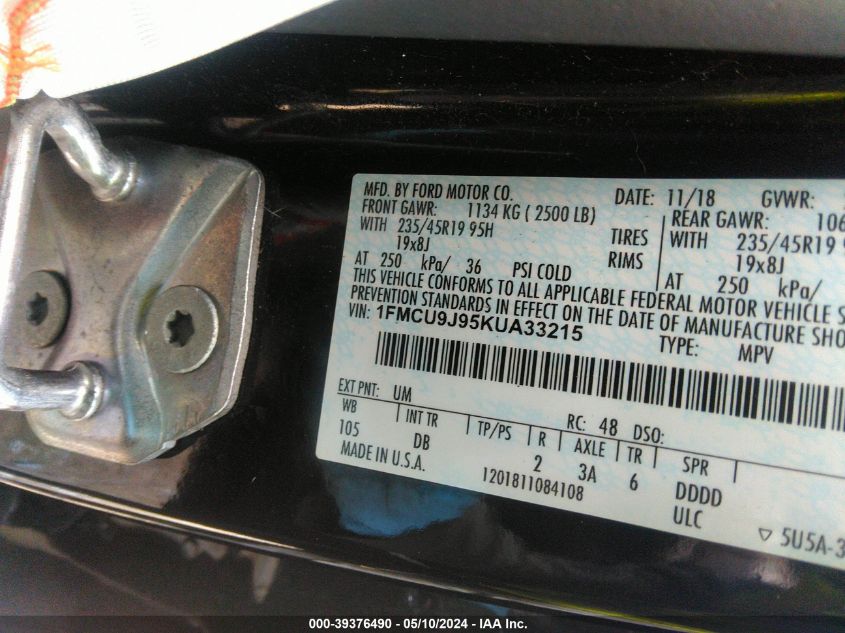 MFD. BY FORD MOTOR CO. DATE: 11/18 GVWR:
FRONT GAWR: 1134 KG ( 2500 LB) REAR GAWR: 106
WITH 235/45R19 95H TIRES WITH 235/45R19
19x8J RIMS 19x8J
AT 250 kPa/ 36 PSI COLD AT 250 kPa/
THIS VEHICLE CONFORMS TO ALL APPLICABLE FEDERAL MOTOR VEHICLE S
PREVENTION STANDARDS IN EFFECT ON THE DATE OF MANUFACTURE SHO
VIN: 1FMCU9J95KUA33215 TYPE: MPV
EXT PNT: UM RC: 48 DSO:
WB INT TR TP/PS R AXLE TR SPR
105 DB 2 3A 6 DDDD
MADE IN U.S.A. 1201811084108 ULC
▽ 5U5A-3
000-39376490 — 05/10/2024 — IAA Inc.